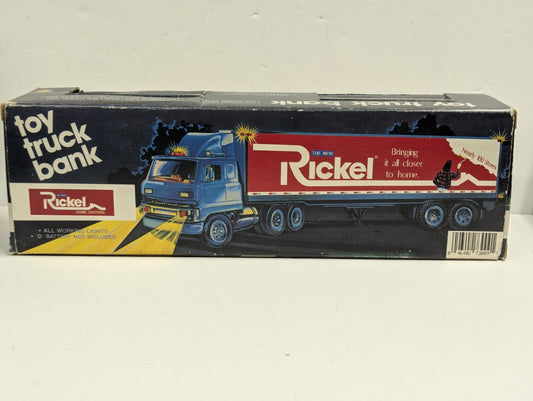 toy truck bank
toy
truck
bank
THE NEW
Rickel
HOME CENTERS
• ALL WORKING LIGHTS
• "D" BATTERY NOT INCLUDED
THE NEW
Rickel®
Bringing
it all closer
to home.
Nearly 100 Stores